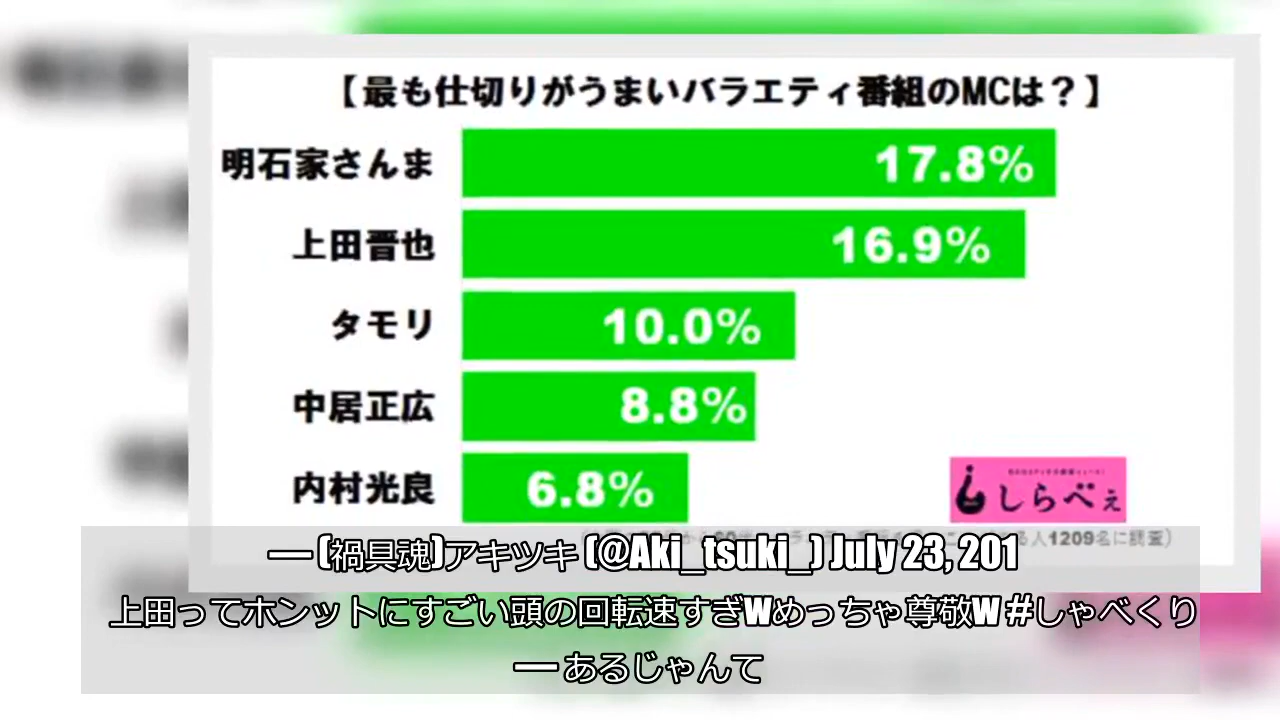 【最も仕切りがうまいバラエティ番組のMCは？】
明石家さんま 17.8%
上田晋也 16.9%
タモリ 10.0%
中居正広 8.8%
内村光良 6.8%
しらべぇ
る人1209名に調査)
― (禍具魂)アキツキ (@Aki_tsuki_) July 23, 201
上田ってホンットにすごい頭の回転速すぎWめっちゃ尊敬W #しゃべくり
― あるじゃんて